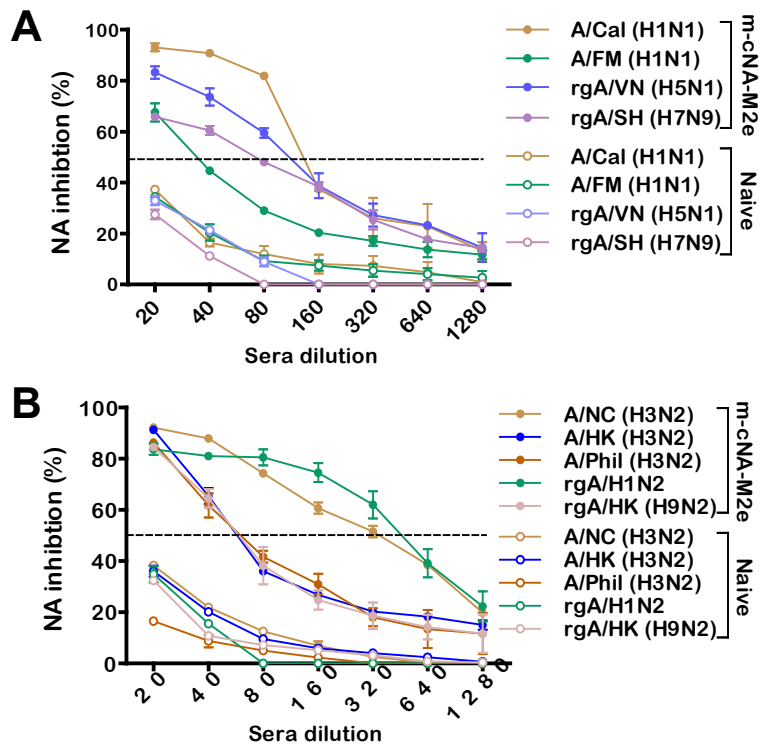 A
NA inhibtion (%)
100
80
60
40
20
0
20
40
80
160
320
640
1280
Sera dilution
A/Cal (H1N1)
A/FM (H1N1)
rgA/VN (H5N1)
rgA/SH (H7N9)
m-cNA-M2e
A/Cal (H1N1)
A/FM (H1N1)
rgA/VN (H5N1)
rgA/SH (H7N9)
Naive
B
NA inhibtion (%)
100
80
60
40
20
0
2 0
4 0
8 0
1 6 0
3 2 0
6 4 0
1 2 8 0
Sera dilution
A/NC (H3N2)
A/HK (H3N2)
A/Phil (H3N2)
rgA/H1N2
rgA/HK (H9N2)
m-cNA-M2e
A/NC (H3N2)
A/HK (H3N2)
A/Phil (H3N2)
rgA/H1N2
rgA/HK (H9N2)
Naive